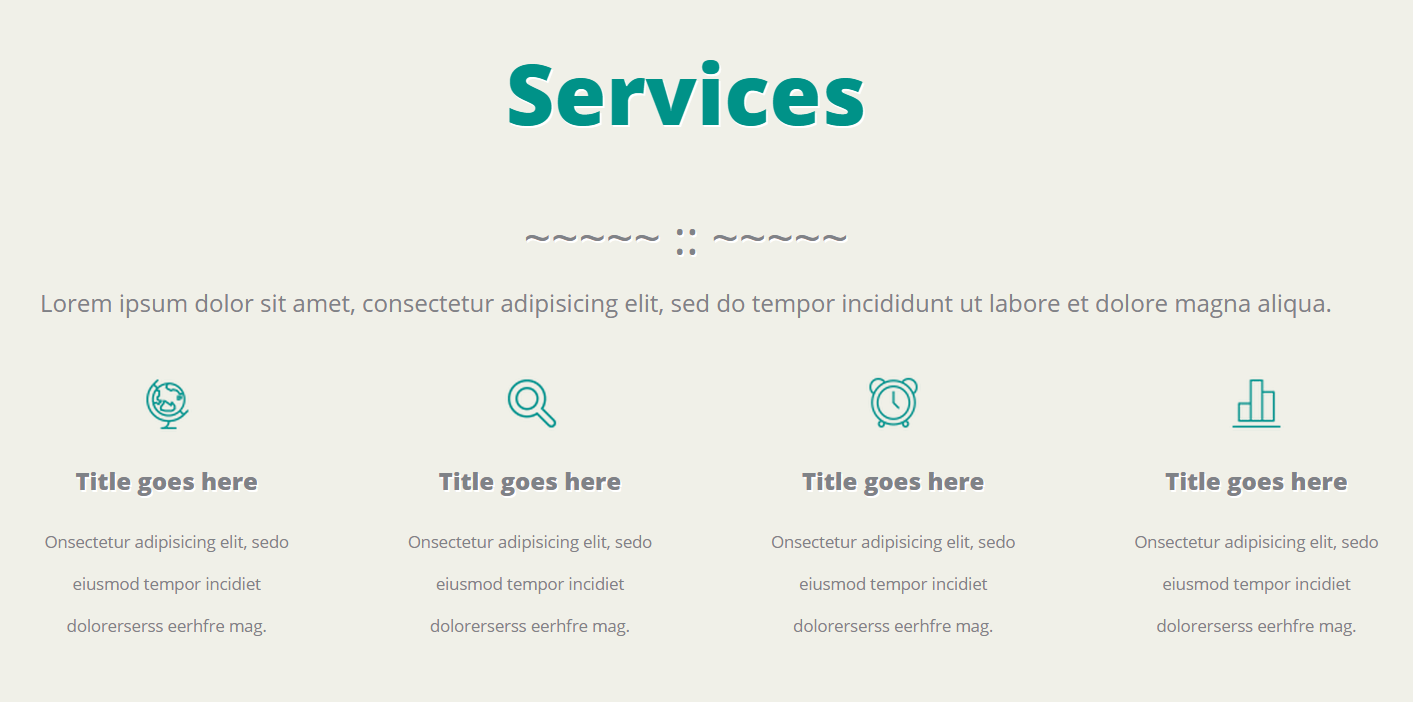 Services
~~~~~ :: ~~~~~
Lorem ipsum dolor sit amet, consectetur adipisicing elit, sed do tempor incididunt ut labore et dolore magna aliqua.
Title goes here
Onsectetur adipisicing elit, sedo
eiusmod tempor incidiet
dolorerserss eerhfre mag.
Title goes here
Onsectetur adipisicing elit, sedo
eiusmod tempor incidiet
dolorerserss eerhfre mag.
Title goes here
Onsectetur adipisicing elit, sedo
eiusmod tempor incidiet
dolorerserss eerhfre mag.
Title goes here
Onsectetur adipisicing elit, sedo
eiusmod tempor incidiet
dolorerserss eerhfre mag.